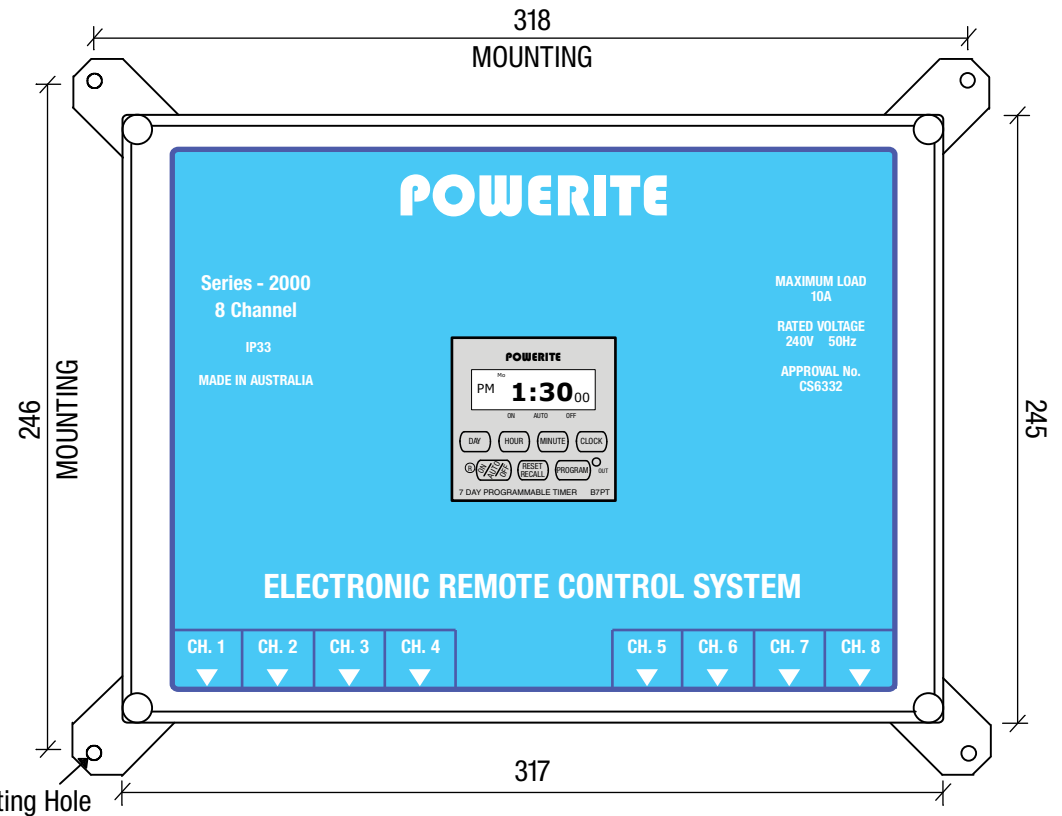 318
MOUNTING
246
MOUNTING
245
POWERITE
Series - 2000
8 Channel
IP33
MADE IN AUSTRALIA
MAXIMUM LOAD
10A
RATED VOLTAGE
240V 50Hz
APPROVAL No.
CS6332
POWERITE
Mo
PM 1:30 00
ON AUTO OFF
DAY HOUR MINUTE CLOCK
R ON/AUTO/OFF RESET RECALL PROGRAM OUT
7 DAY PROGRAMMABLE TIMER B7PT
ELECTRONIC REMOTE CONTROL SYSTEM
CH. 1 CH. 2 CH. 3 CH. 4 CH. 5 CH. 6 CH. 7 CH. 8
317
ting Hole